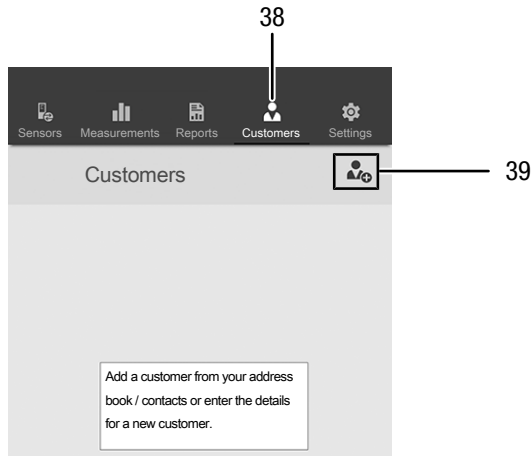 38
Sensors Measurements Reports Customers Settings
Customers
39
Add a customer from your address
book / contacts or enter the details
for a new customer.